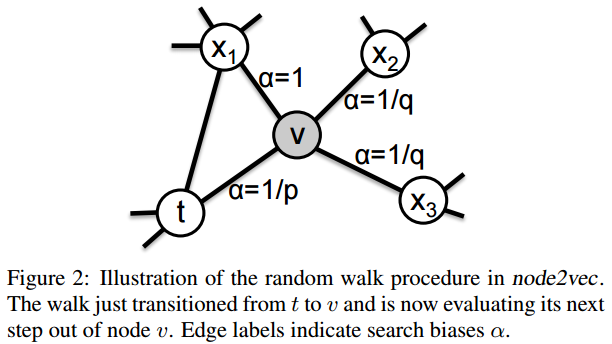 x1
x2
α=1
α=1/q
v
α=1/q
α=1/p
x3
t
Figure 2: Illustration of the random walk procedure in node2vec.
The walk just transitioned from t to v and is now evaluating its next
step out of node v. Edge labels indicate search biases α.